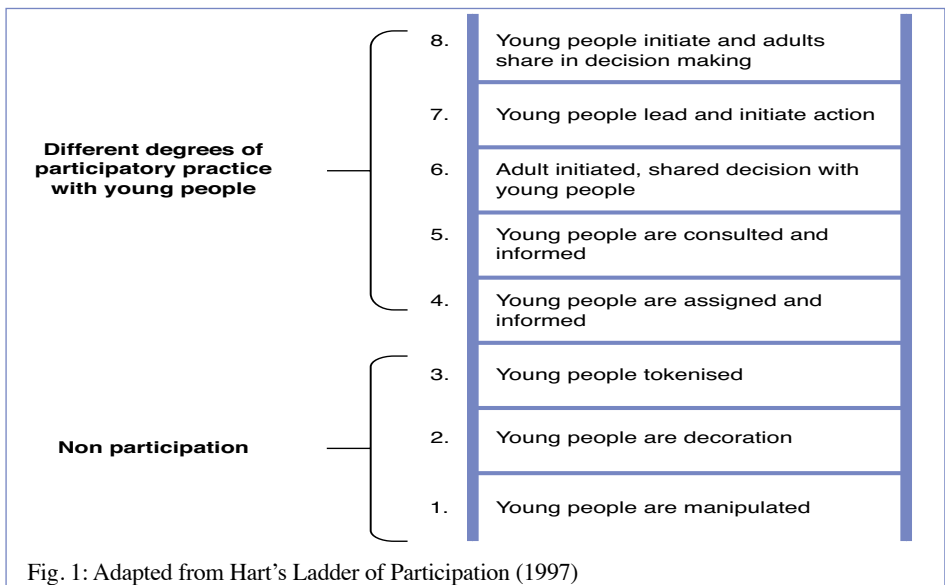 8. Young people initiate and adults
share in decision making
7. Young people lead and initiate action
Different degrees of
participatory practice
with young people
6. Adult initiated, shared decision with
young people
5. Young people are consulted and
informed
4. Young people are assigned and
informed
3. Young people tokenised
Non participation
2. Young people are decoration
1. Young people are manipulated
Fig. 1: Adapted from Hart's Ladder of Participation (1997)